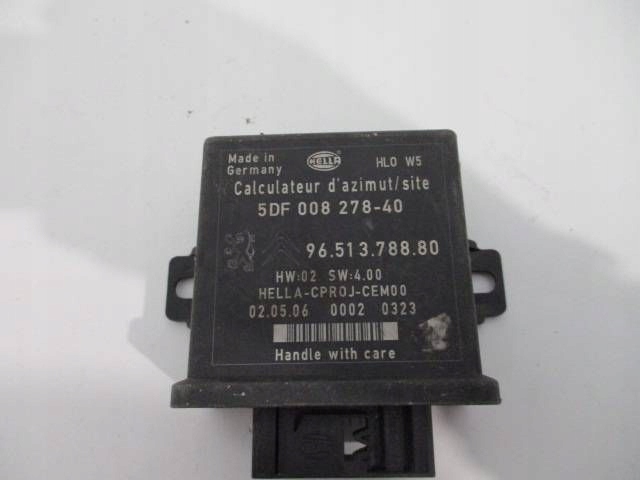 Made in
Germany
HELLA
HL0 W5
Calculateur d'azimut/site
5DF 008 278-40
96.513.788.80
HW:02 SW:4.00
HELLA-CPROJ-CEM00
02.05.06 0002 0323
Handle with care